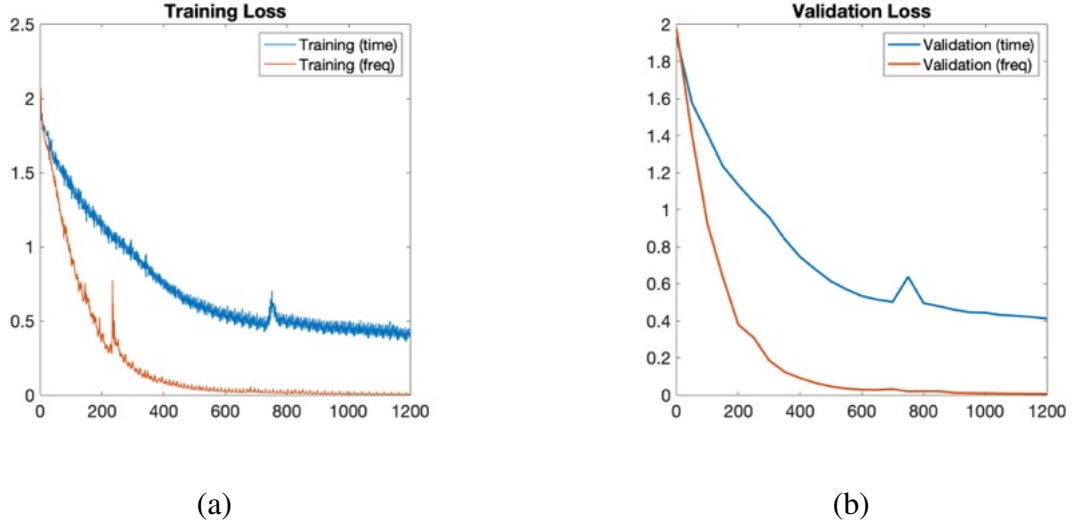 Training Loss
2.5
2
1.5
1
0.5
0
0 200 400 600 800 1000 1200
Training (time)
Training (freq)
(a)
Validation Loss
2
1.8
1.6
1.4
1.2
1
0.8
0.6
0.4
0.2
0
0 200 400 600 800 1000 1200
Validation (time)
Validation (freq)
(b)